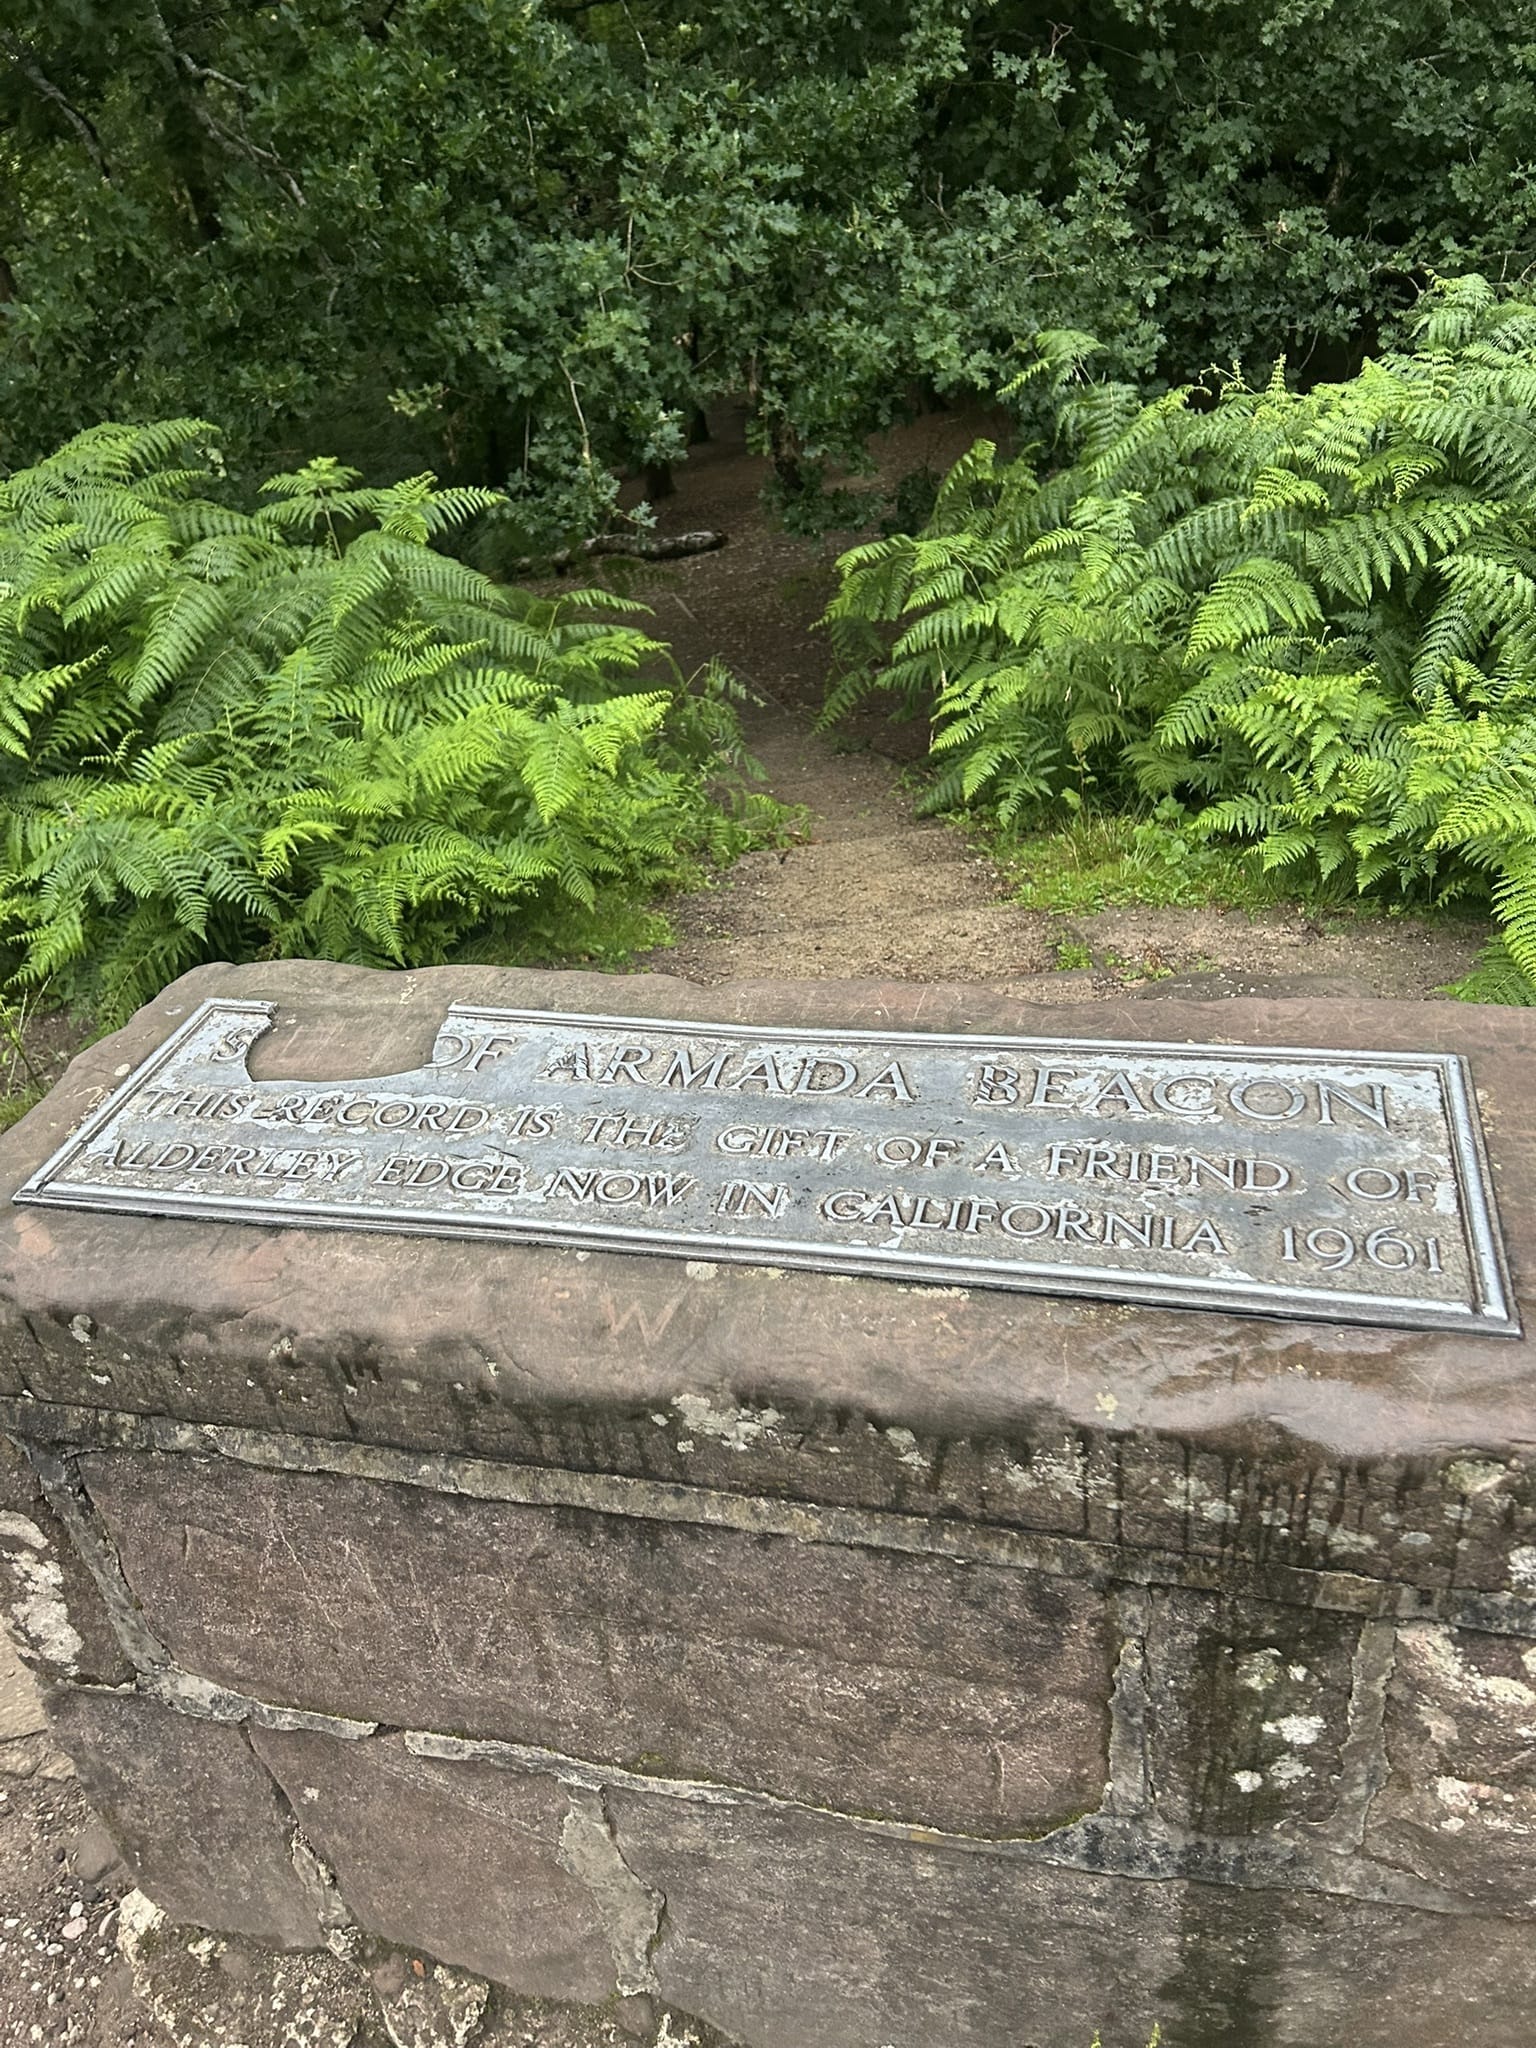 OF ARMADA BEACON
THIS RECORD IS THE GIFT OF A FRIEND OF
ALDERLEY EDGE NOW IN CALIFORNIA 1961
W